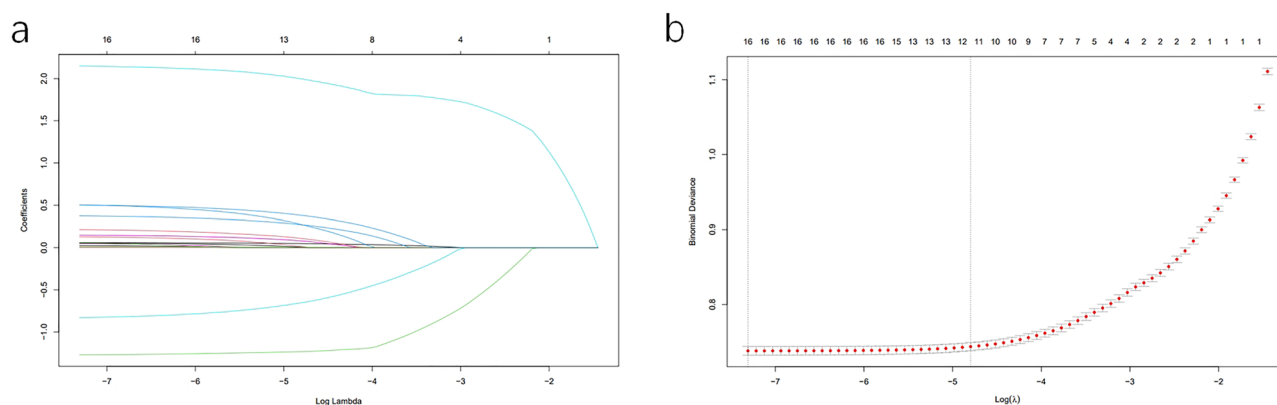 a
16 16 13 8 4 1
Coefficients
2.0
1.5
1.0
0.5
0.0
−0.5
−1.0
−7 −6 −5 −4 −3 −2
Log Lambda
b
16 16 16 16 16 16 16 16 15 13 13 13 12 11 10 10 9 7 7 7 5 4 4 2 2 2 2 1 1 1 1
Binomial Deviance
1.1
1.0
0.9
0.8
−7 −6 −5 −4 −3 −2
Log(λ)